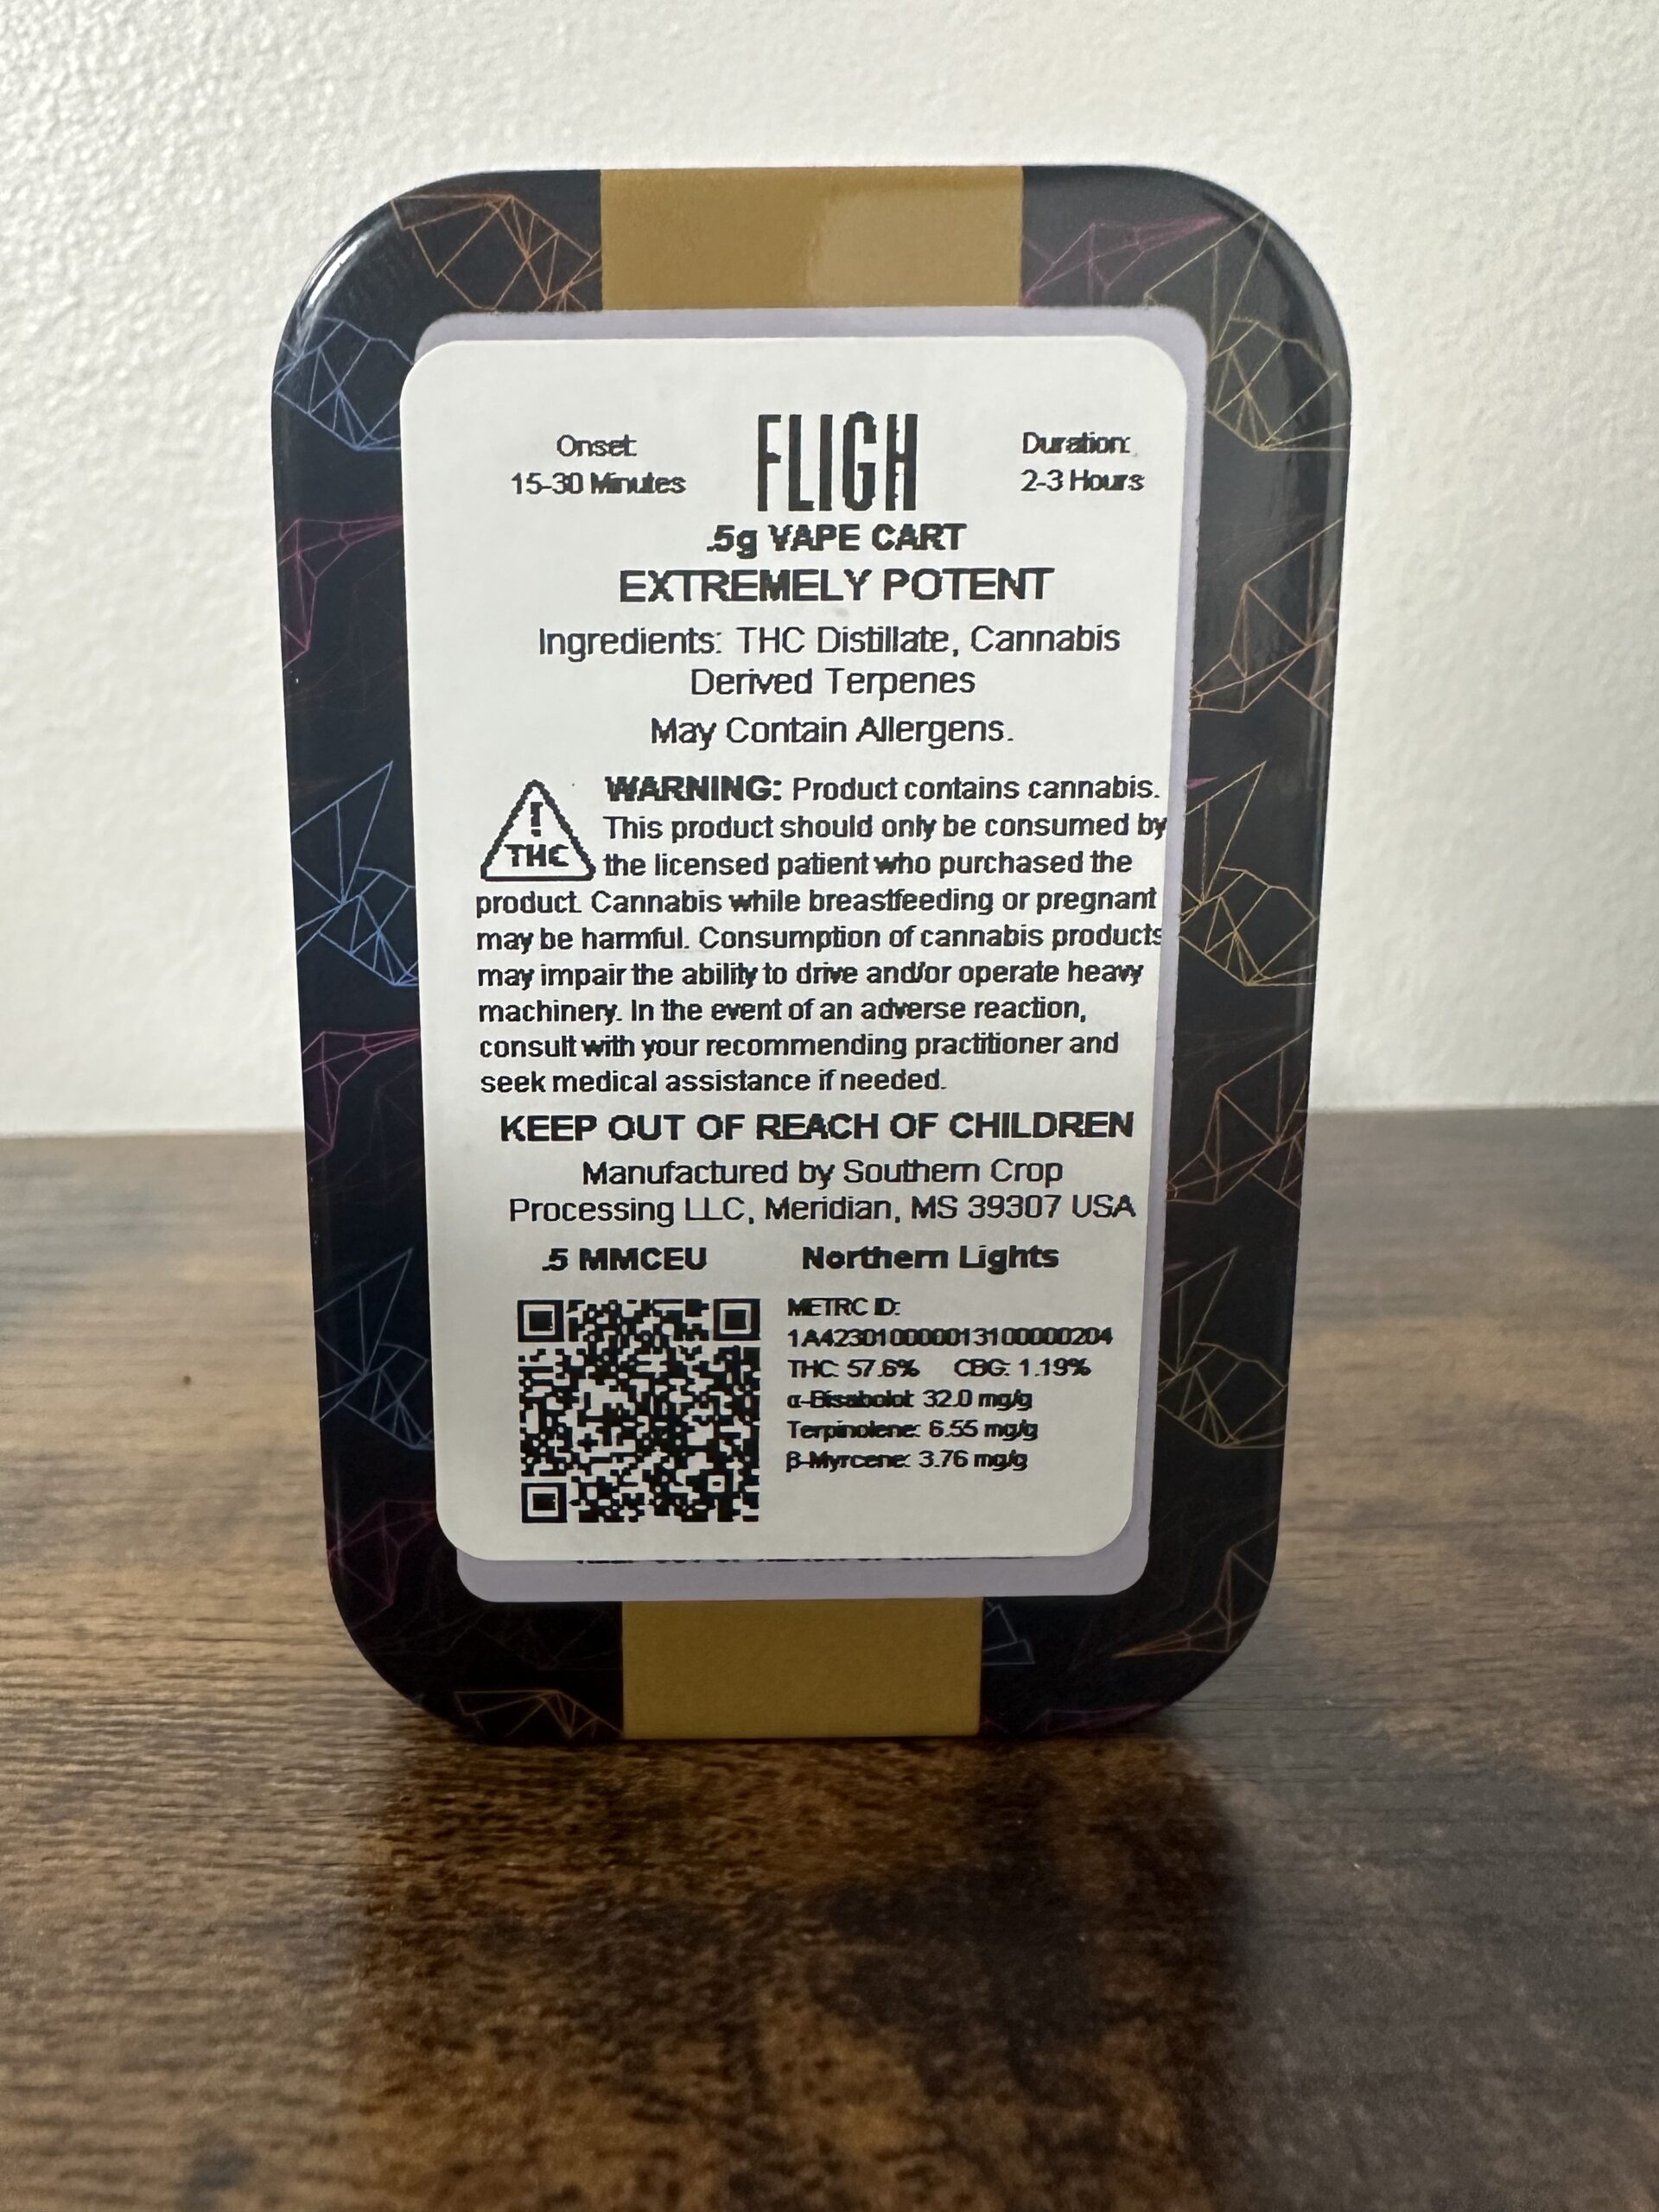 Onset:
15-30 Minutes
FLIGH
Duration:
2-3 Hours
.5g VAPE CART
EXTREMELY POTENT
Ingredients: THC Distillate, Cannabis
Derived Terpenes
May Contain Allergens.
! THC
WARNING: Product contains cannabis.
This product should only be consumed by
the licensed patient who purchased the
product. Cannabis while breastfeeding or pregnant
may be harmful. Consumption of cannabis products
may impair the ability to drive and/or operate heavy
machinery. In the event of an adverse reaction,
consult with your recommending practitioner and
seek medical assistance if needed.
KEEP OUT OF REACH OF CHILDREN
Manufactured by Southern Crop
Processing LLC, Meridian, MS 39307 USA
.5 MMCEU
Northern Lights
METRC ID:
1A4230100000131000000204
THC: 57.6% CBG: 1.19%
α-Bisabolol: 32.0 mg/g
Terpinolene: 6.55 mg/g
β-Myrcene: 3.76 mg/g